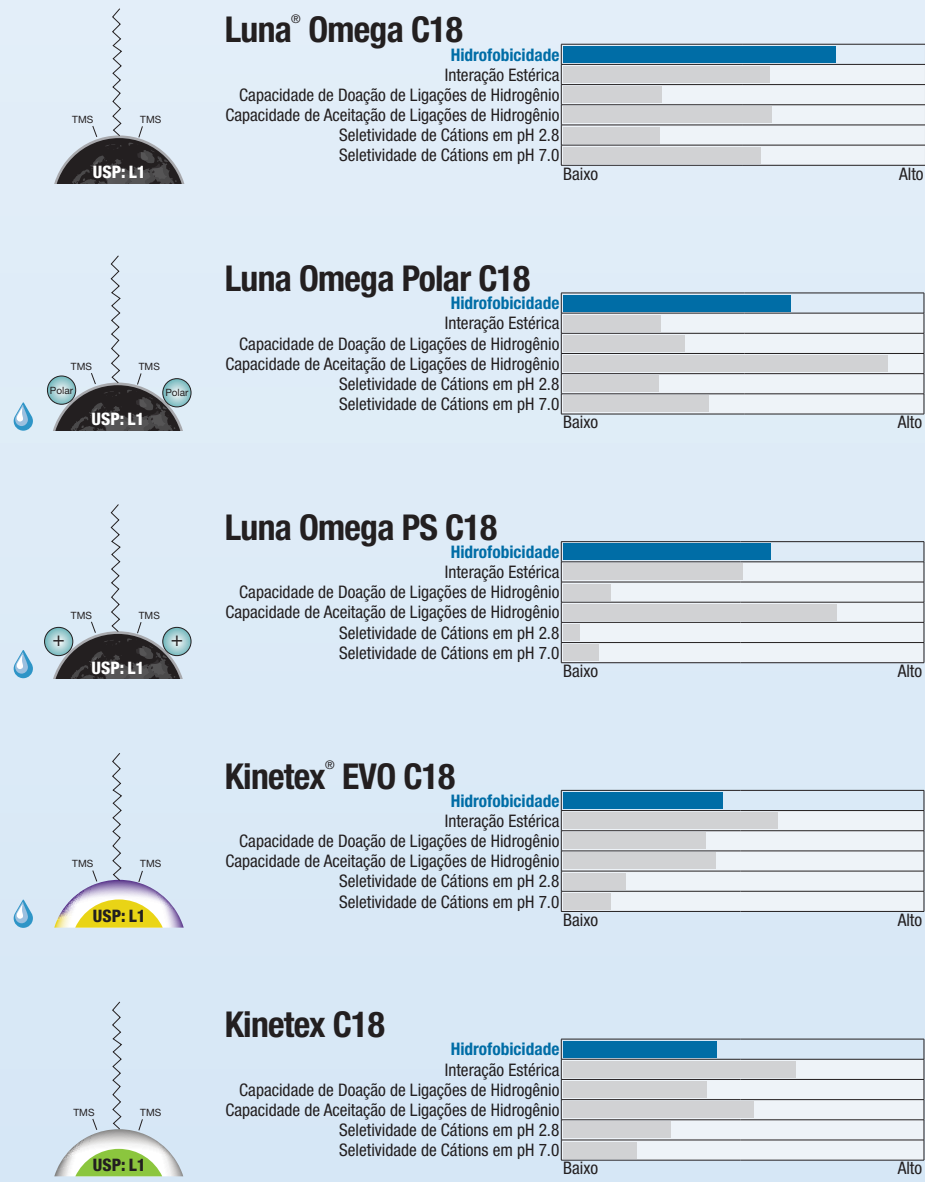 Luna® Omega C18
Hidrofobicidade
Interação Estérica
Capacidade de Doação de Ligações de Hidrogênio
Capacidade de Aceitação de Ligações de Hidrogênio
Seletividade de Cátions em pH 2.8
Seletividade de Cátions em pH 7.0
Baixo Alto
TMS TMS
USP: L1
Luna Omega Polar C18
Hidrofobicidade
Interação Estérica
Capacidade de Doação de Ligações de Hidrogênio
Capacidade de Aceitação de Ligações de Hidrogênio
Seletividade de Cátions em pH 2.8
Seletividade de Cátions em pH 7.0
Baixo Alto
TMS TMS
Polar Polar
USP: L1
Luna Omega PS C18
Hidrofobicidade
Interação Estérica
Capacidade de Doação de Ligações de Hidrogênio
Capacidade de Aceitação de Ligações de Hidrogênio
Seletividade de Cátions em pH 2.8
Seletividade de Cátions em pH 7.0
Baixo Alto
TMS TMS
+ +
USP: L1
Kinetex® EVO C18
Hidrofobicidade
Interação Estérica
Capacidade de Doação de Ligações de Hidrogênio
Capacidade de Aceitação de Ligações de Hidrogênio
Seletividade de Cátions em pH 2.8
Seletividade de Cátions em pH 7.0
Baixo Alto
TMS TMS
USP: L1
Kinetex C18
Hidrofobicidade
Interação Estérica
Capacidade de Doação de Ligações de Hidrogênio
Capacidade de Aceitação de Ligações de Hidrogênio
Seletividade de Cátions em pH 2.8
Seletividade de Cátions em pH 7.0
Baixo Alto
TMS TMS
USP: L1